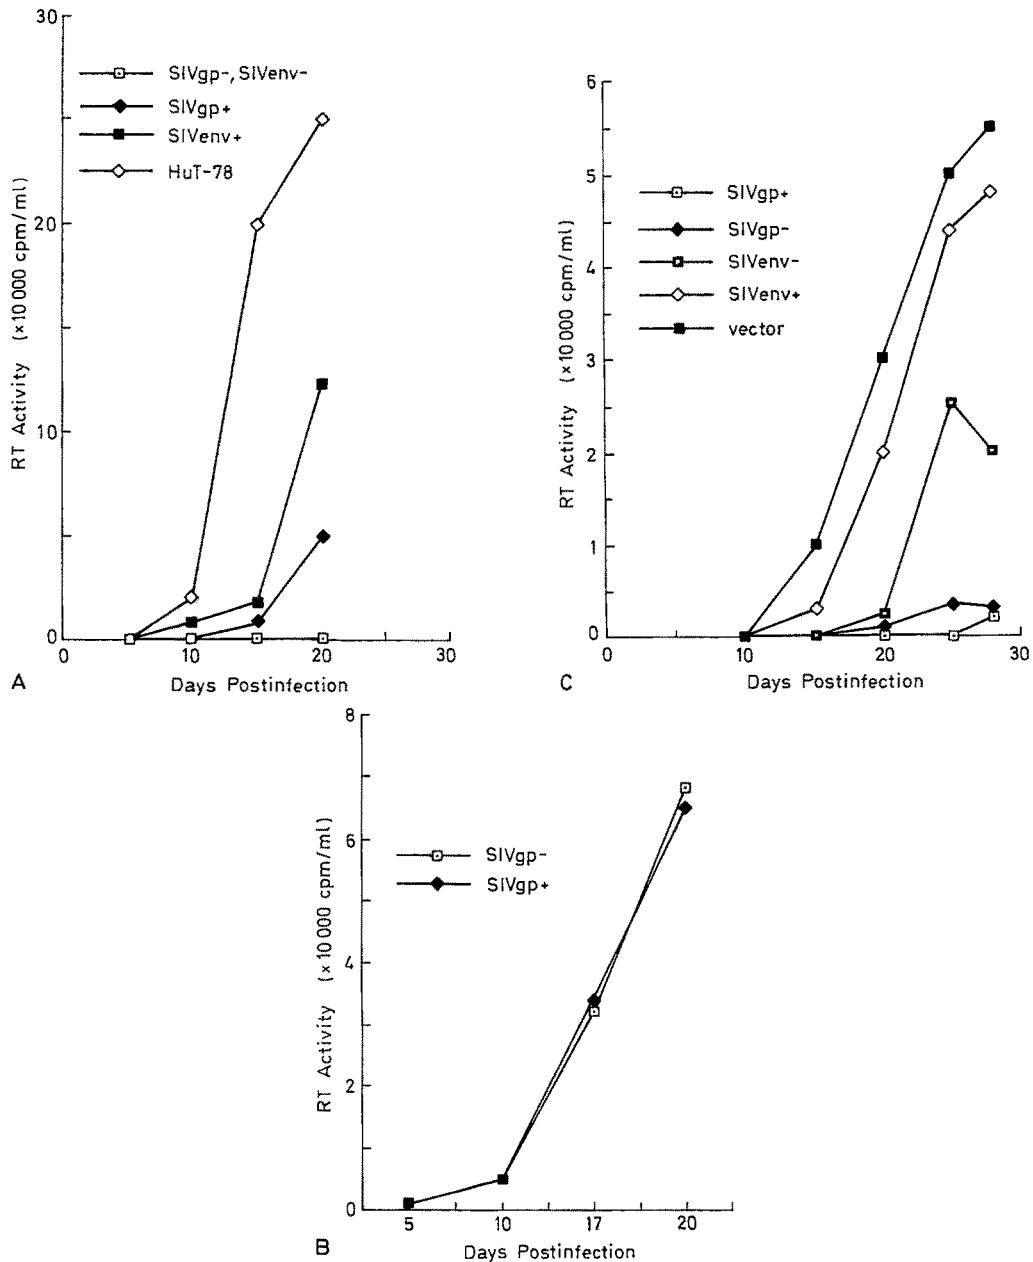 30
20
10
0
RT Activity (×10 000 cpm/ml)
SIVgp-, SIVenv-
SIVgp+
SIVenv+
HuT-78
0
10
20
30
Days Postinfection
A
6
5
4
3
2
1
0
RT Activity (×10 000 cpm/ml)
SIVgp+
SIVgp-
SIVenv-
SIVenv+
vector
0
10
20
30
Days Postinfection
C
8
6
4
2
0
RT Activity (×10 000 cpm/ml)
SIVgp-
SIVgp+
5
10
17
20
Days Postinfection
B